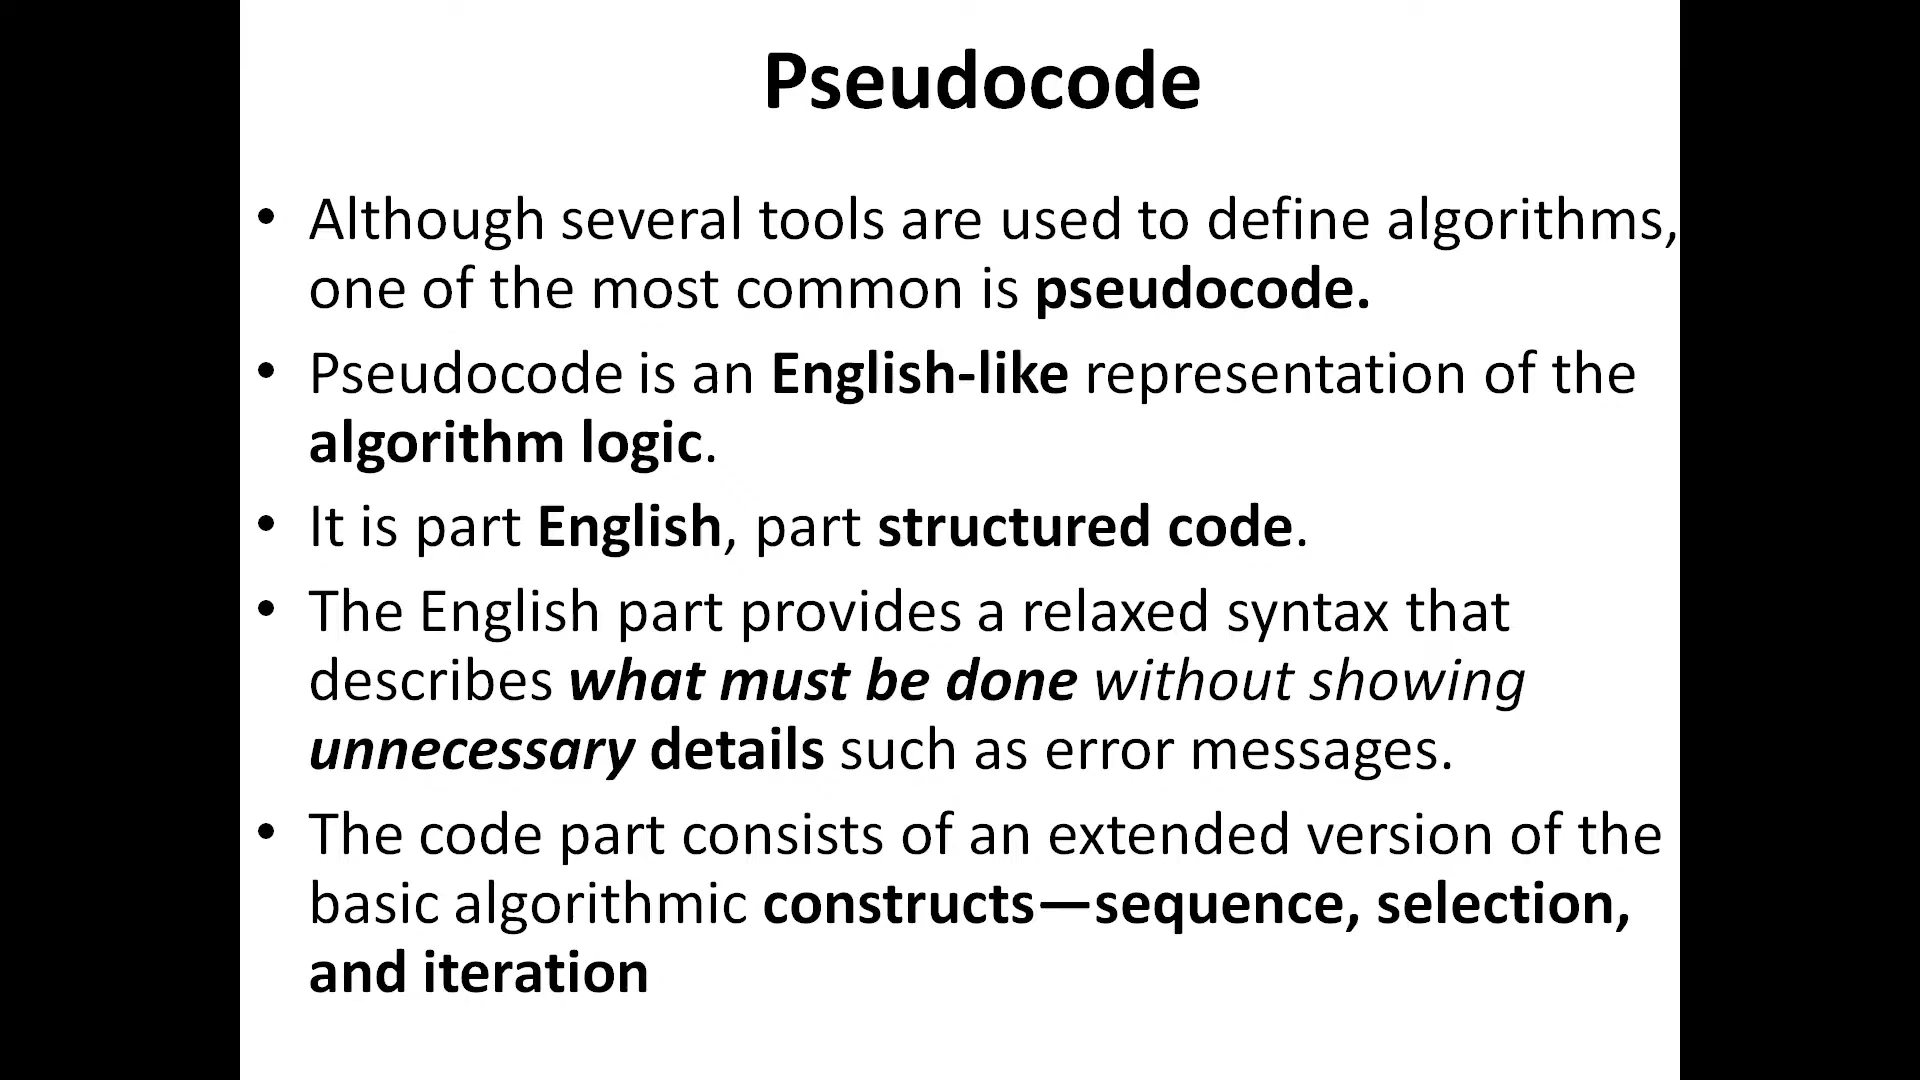 Pseudocode
• Although several tools are used to define algorithms,
one of the most common is pseudocode.
• Pseudocode is an English-like representation of the
algorithm logic.
• It is part English, part structured code.
• The English part provides a relaxed syntax that
describes what must be done without showing
unnecessary details such as error messages.
• The code part consists of an extended version of the
basic algorithmic constructs—sequence, selection,
and iteration